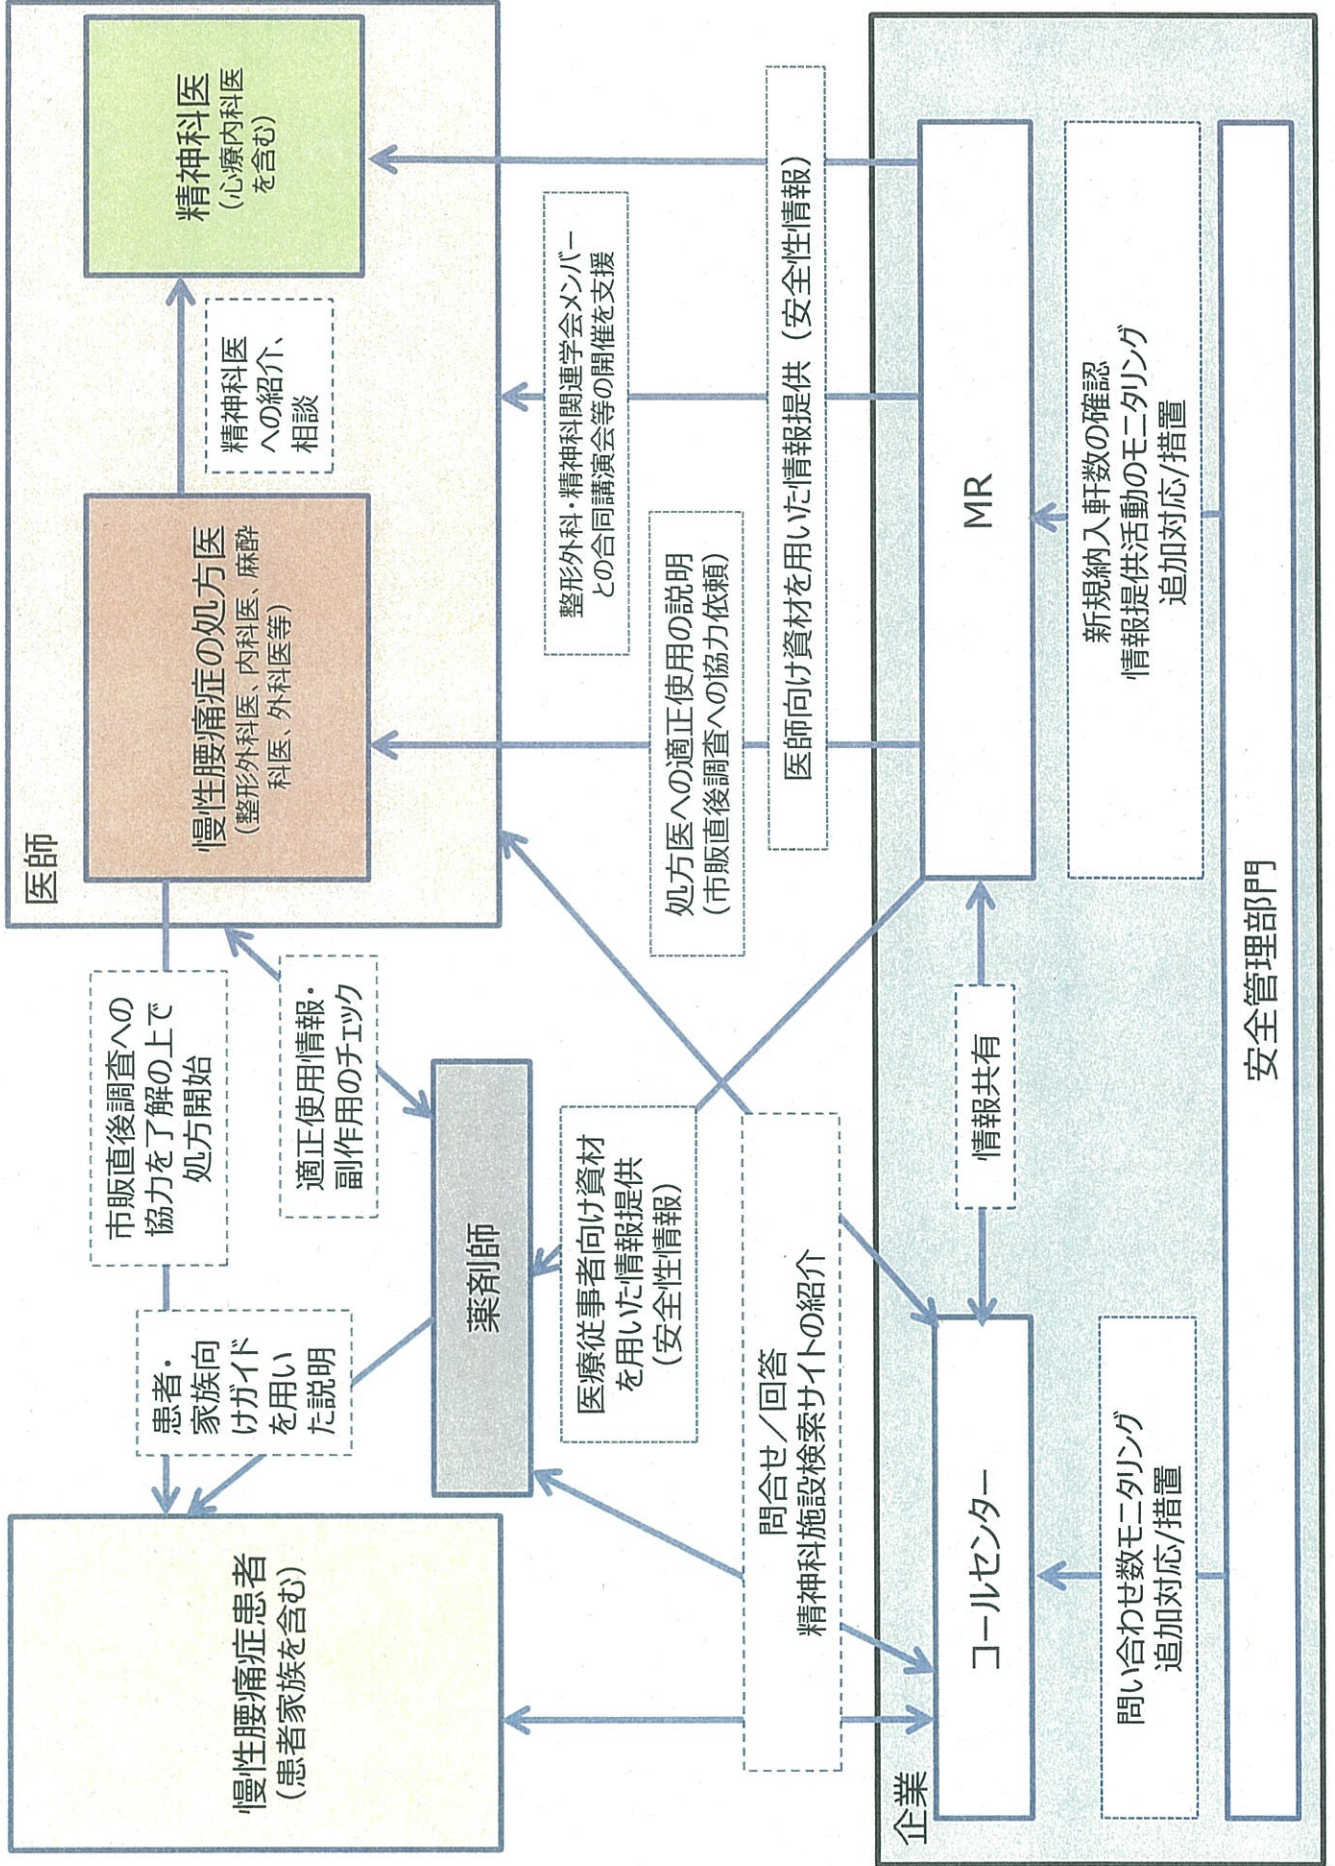 慢性腰痛症患者
（患者家族を含む）
患者・
家族向
けガイド
を用い
た説明
市販直後調査への
協力を了解の上で
処方開始
医師
慢性腰痛症の処方医
（整形外科医、内科医、麻酔
科医、外科医等）
精神科医
への紹介、
相談
精神科医
（心療内科医
を含む）
適正使用情報・
副作用のチェック
薬剤師
医療従事者向け資材
を用いた情報提供
（安全性情報）
整形外科・精神科関連学会メンバー
との合同講演会等の開催を支援
処方医への適正使用の説明
（市販直後調査への協力依頼）
医師向け資材を用いた情報提供（安全性情報）
問合せ／回答
精神科施設検索サイトの紹介
企業
コールセンター
情報共有
MR
問い合わせ数モニタリング
追加対応/措置
新規納入軒数の確認
情報提供活動のモニタリング
追加対応/措置
安全管理部門